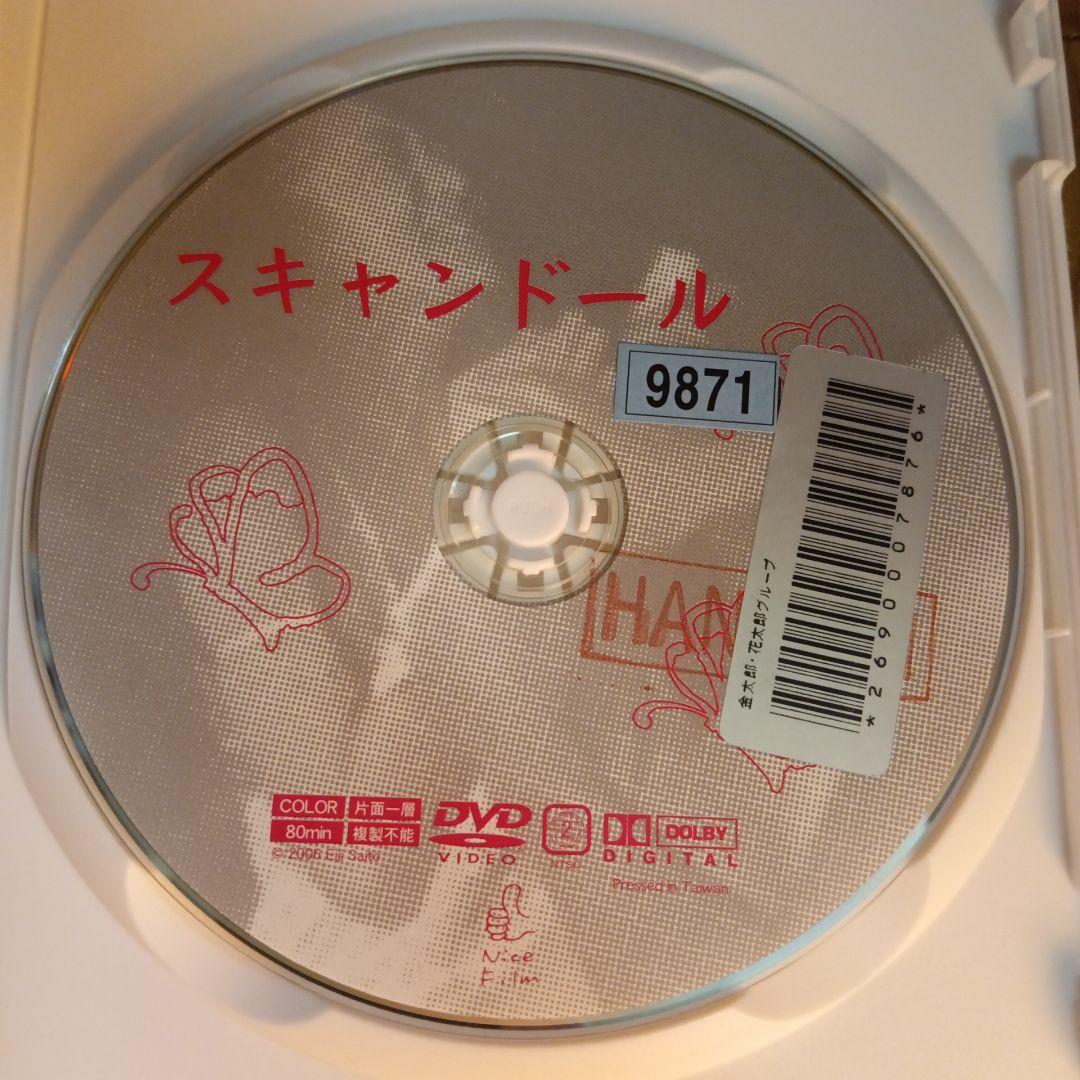 スキャンドール
9871
*26900007876*
金太郎・花太郎グループ
HAN
COLOR 片面一層
80min 複製不能
© 2006 Eiji Saito
DVD
VIDEO
2
DOLBY
DIGITAL
Pressed in Taiwan
Nice
Film